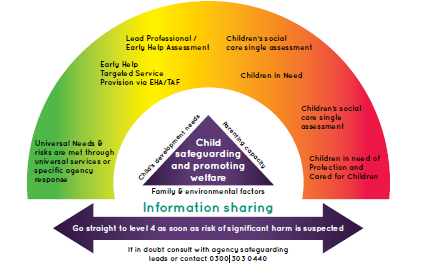 Lead Professional /
Early Help Assessment
Children's social
care single assessment
Early Help
Targeted Service
Provision via EHA/TAF
Children in Need
Children's social
care single
assessment
Universal Needs &
risks are met through
universal services or
specific agency
response
Children in need of
Protection and
Cared for Children
Child's development needs
Parenting capacity
Child
safeguarding
and promoting
welfare
Family & environmental factors
Information sharing
Go straight to level 4 as soon as risk of significant harm is suspected
If in doubt consult with agency safeguarding
leads or contact 0300 303 0440